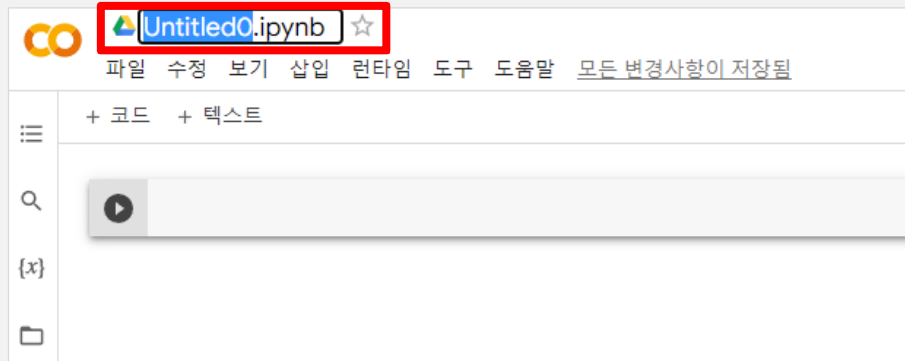 Untitled0.ipynb
파일 수정 보기 삽입 런타임 도구 도움말 모든 변경사항이 저장됨
+ 코드 + 텍스트
{x}